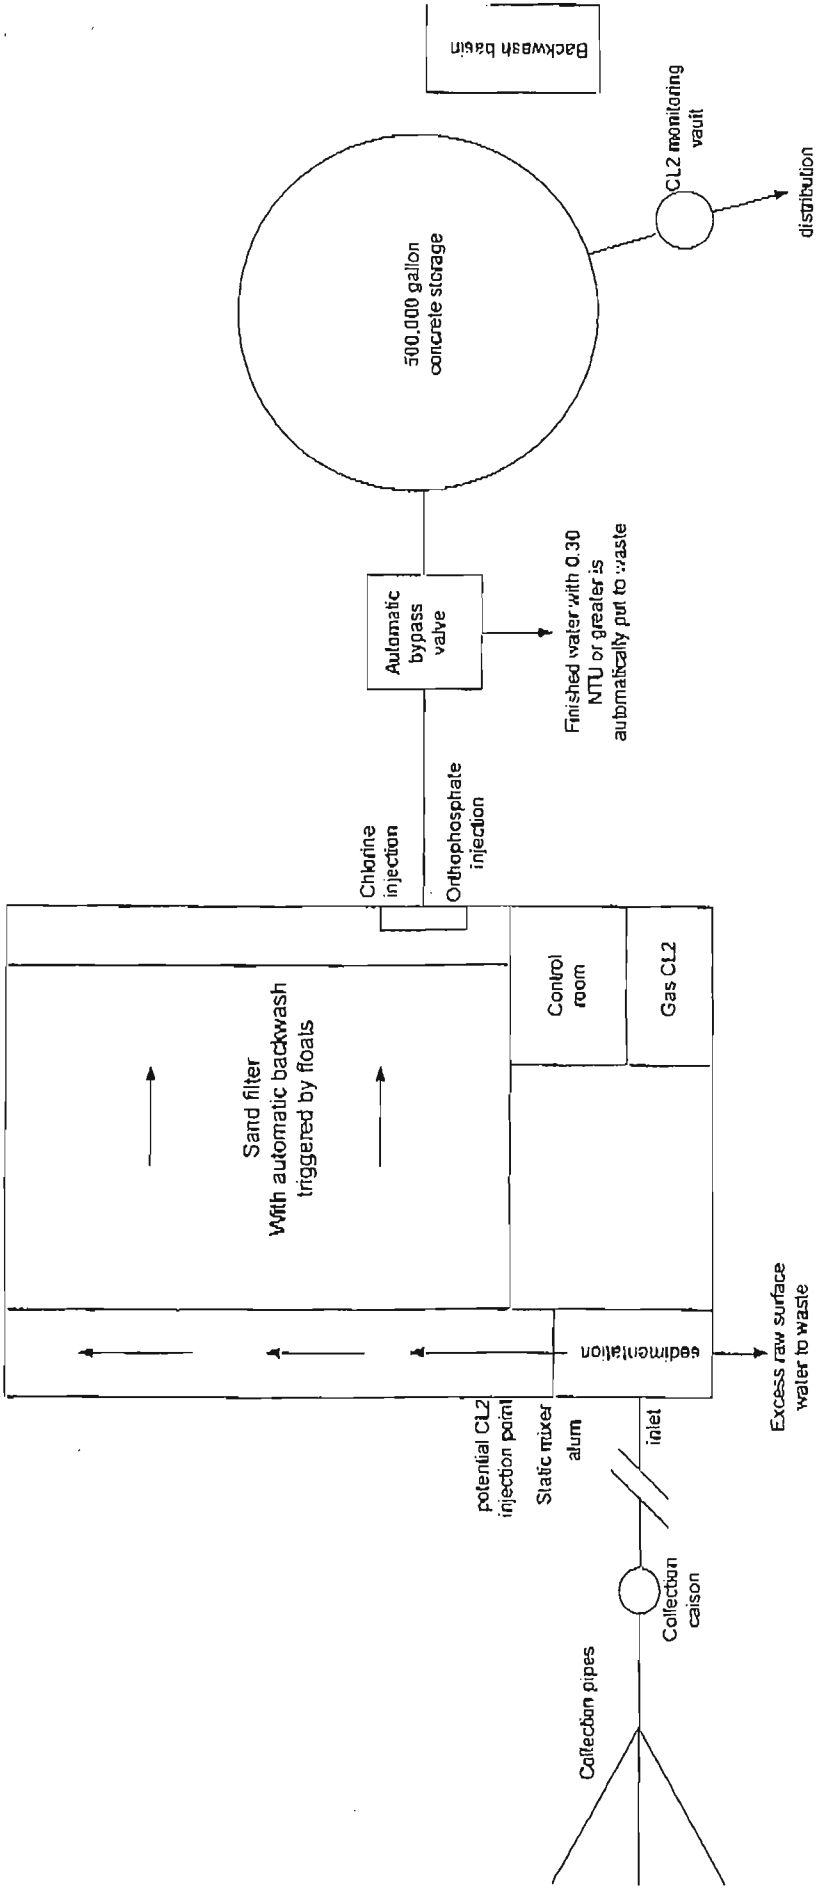 Collection pipes
Collection
caison
inlet
potential CL2
injection point
Static mixer
alum
sedimentation
Excess raw surface
water to waste
Sand filter
With automatic backwash
triggered by floats
Control
room
Gas CL2
Chlorine
injection
Orthophosphate
injection
Automatic
bypass
valve
Finished water with 0.30
NTU or greater is
automatically put to waste
500,000 gallon
concrete storage
CL2 monitoring
vault
distribution
Backwash basin